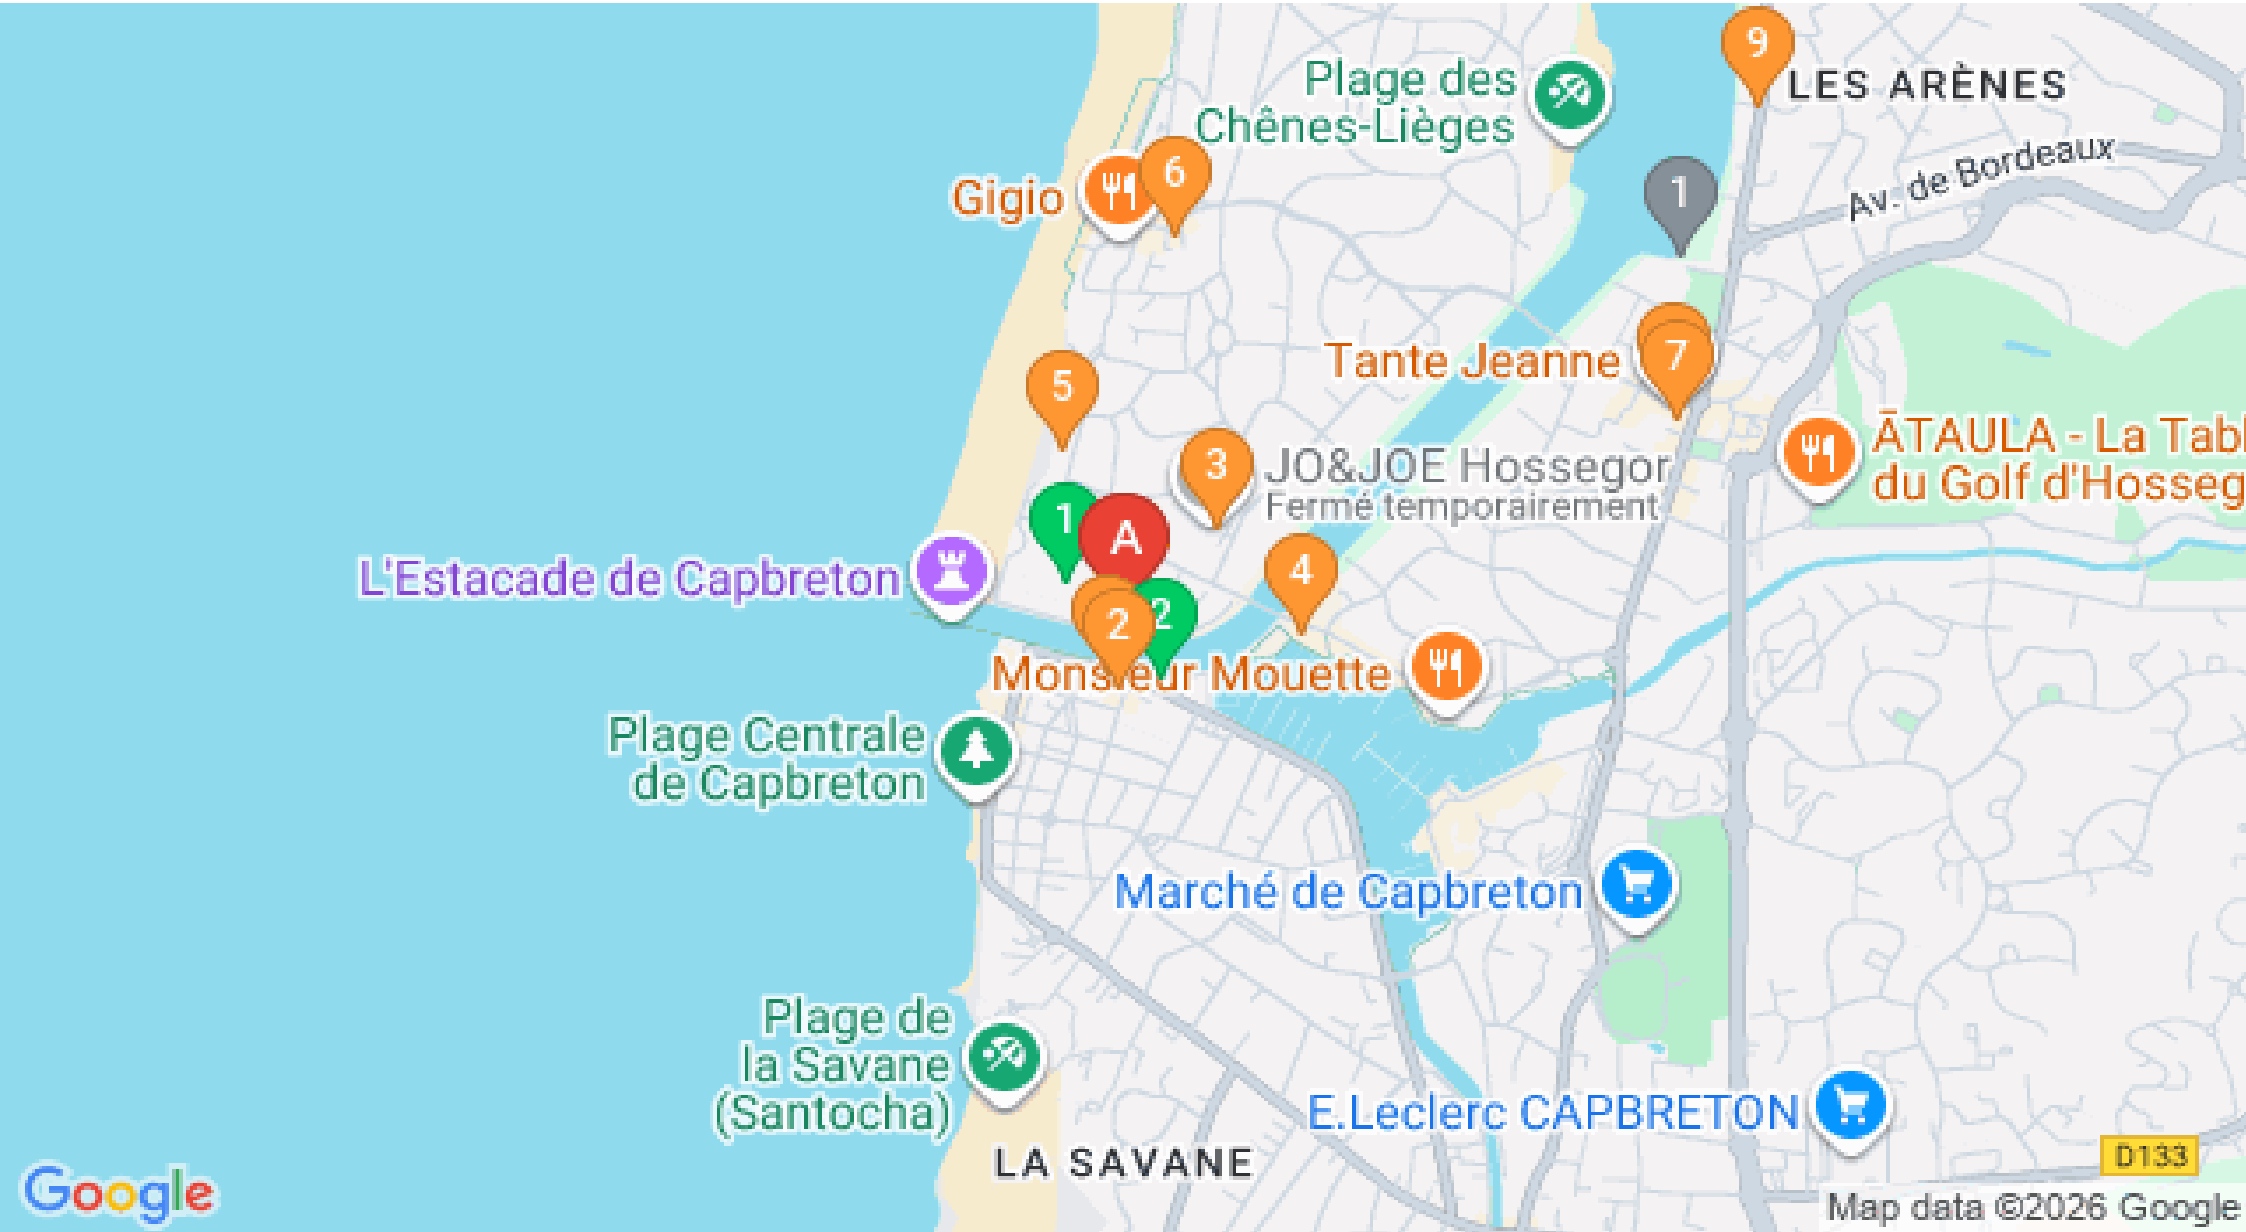 9
LES ARÈNES
Plage des
Chênes-Lièges
Av. de Bordeaux
6
Gigio
1
Tante Jeanne
7
5
3
JO&JOE Hossegor
Fermé temporairement
ĀTAULA - La Tabl
du Golf d'Hosseg
1
A
L'Estacade de Capbreton
4
2
2
Monsieur Mouette
Plage Centrale
de Capbreton
Marché de Capbreton
Plage de
la Savane
(Santocha)
E.Leclerc CAPBRETON
LA SAVANE
D133
Google
Map data ©2026 Google